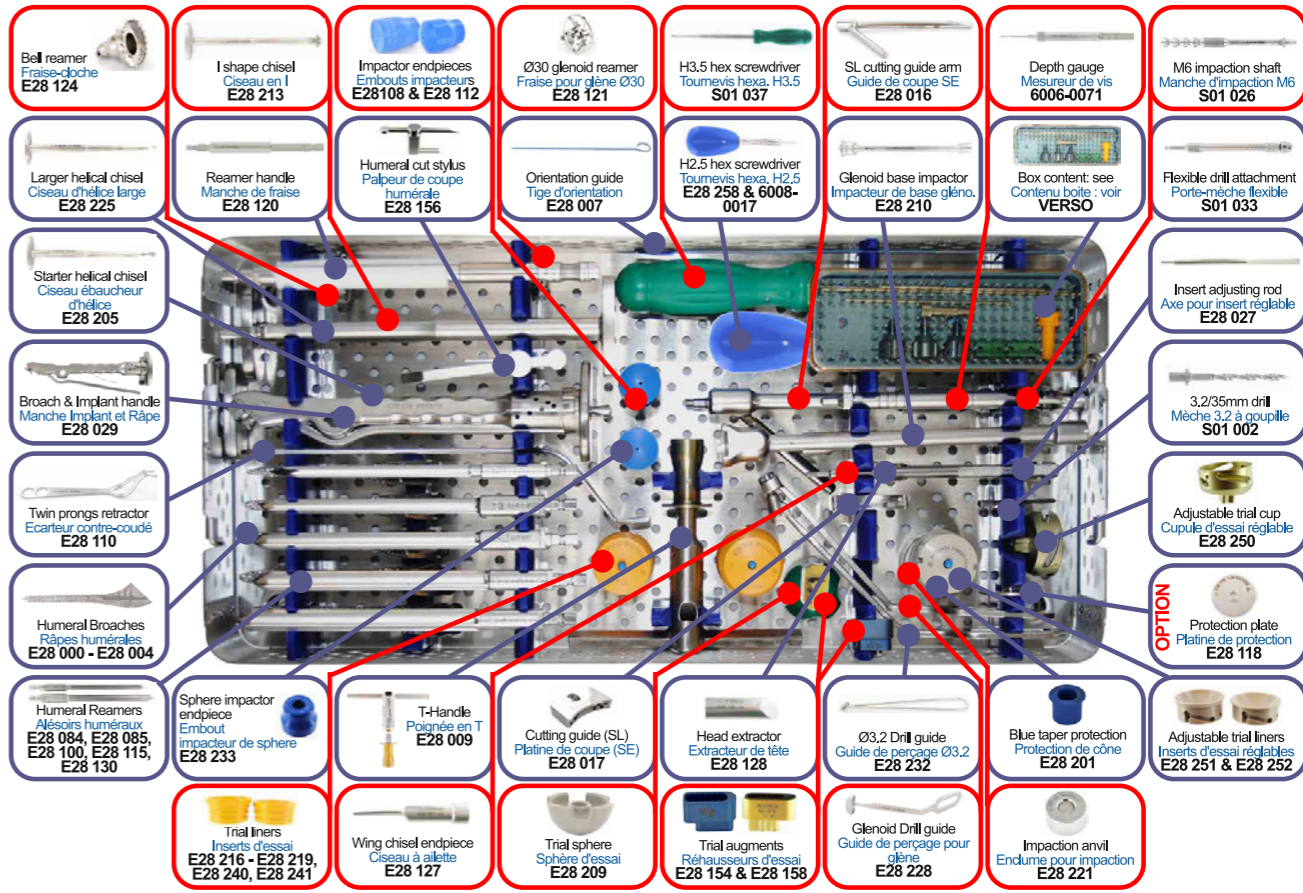 Bell reamer
Fraise-cloche
E28 124
I shape chisel
Ciseau en I
E28 213
Impactor endpieces
Embouts impacteurs
E28108 & E28 112
Ø30 glenoid reamer
Fraise pour glène Ø30
E28 121
H3.5 hex screwdriver
Tournevis hexa. H3.5
S01 037
SL cutting guide arm
Guide de coupe SE
E28 016
Depth gauge
Mesureur de vis
6006-0071
M6 impaction shaft
Manche d'impaction M6
S01 026
Larger helical chisel
Ciseau d'hélice large
E28 225
Reamer handle
Manche de fraise
E28 120
Humeral cut stylus
Palpeur de coupe
humérale
E28 156
Orientation guide
Tige d'orientation
E28 007
H2.5 hex screwdriver
Tournevis hexa, H2,5
E28 258 & 6008-
0017
Glenoid base impactor
Impacteur de base gléno.
E28 210
Box content: see
Contenu boite : voir
VERSO
Flexible drill attachment
Porte-mèche flexible
S01 033
Starter helical chisel
Ciseau ébaucheur
d'hélice
E28 205
Insert adjusting rod
Axe pour insert réglable
E28 027
Broach & Implant handle
Manche Implant et Râpe
E28 029
3.2/35mm drill
Mèche 3.2 à goupille
S01 002
Twin prongs retractor
Ecarteur contre-coudé
E28 110
Adjustable trial cup
Cupule d'essai réglable
E28 250
Humeral Broaches
Râpes humérales
E28 000 - E28 004
OPTION
Protection plate
Platine de protection
E28 118
Humeral Reamers
Alésoirs huméraux
E28 084, E28 085,
E28 100, E28 115,
E28 130
Sphere impactor
endpiece
Embout
impacteur de sphere
E28 233
T-Handle
Poignée en T
E28 009
Cutting guide (SL)
Platine de coupe (SE)
E28 017
Head extractor
Extracteur de tête
E28 128
Ø3,2 Drill guide
Guide de perçage Ø3.2
E28 232
Blue taper protection
Protection de cône
E28 201
Adjustable trial liners
Inserts d'essai réglables
E28 251 & E28 252
Trial liners
Inserts d'essai
E28 216 - E28 219,
E28 240, E28 241
Wing chisel endpiece
Ciseau à ailette
E28 127
Trial sphere
Sphère d'essai
E28 209
Trial augments
Réhausseurs d'essai
E28 154 & E28 158
Glenoid Drill guide
Guide de perçage pour
glène
E28 228
Impaction anvil
Enclume pour impaction
E28 221